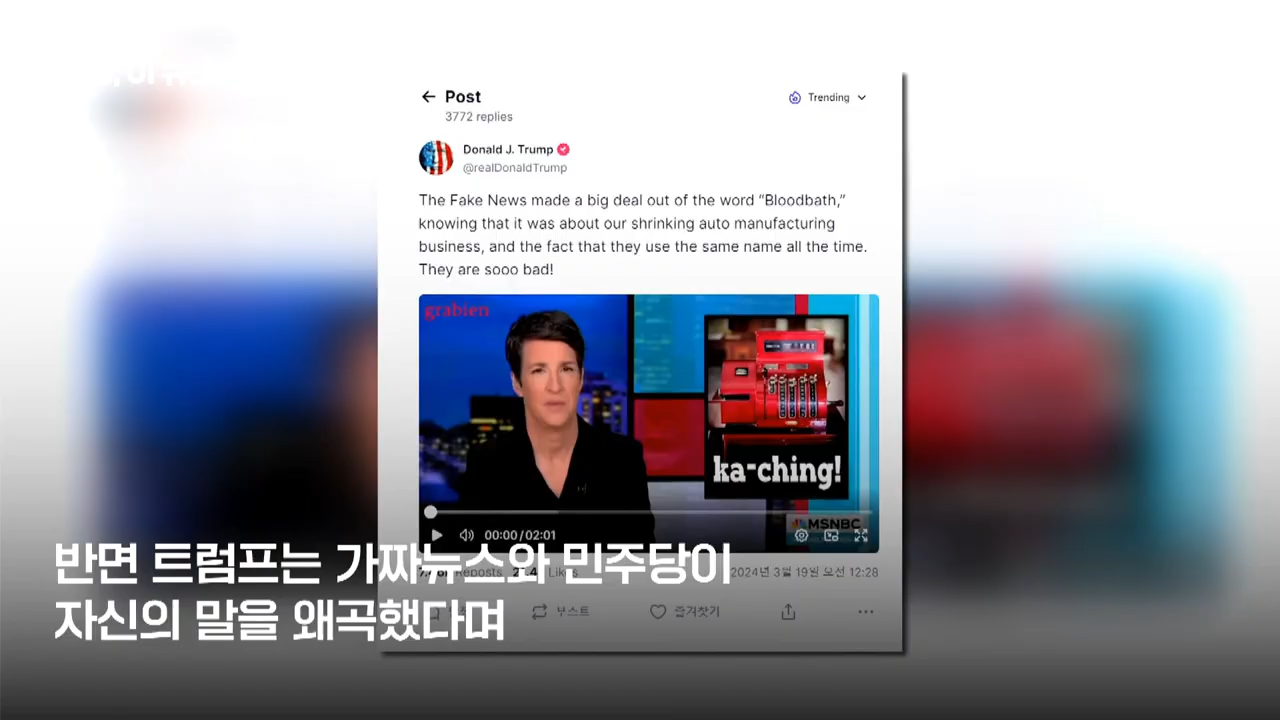 Post
Trending
3772 replies
Donald J. Trump
@realDonaldTrump
The Fake News made a big deal out of the word “Bloodbath,”
knowing that it was about our shrinking auto manufacturing
business, and the fact that they use the same name all the time.
They are sooo bad!
grabien
ka-ching!
MSNBC
00:00/02:01
Reposts Likes
2024년 3월 19일 오전 12:28
부스트 즐겨찾기
반면 트럼프는 가짜뉴스와 민주당이
자신의 말을 왜곡했다며